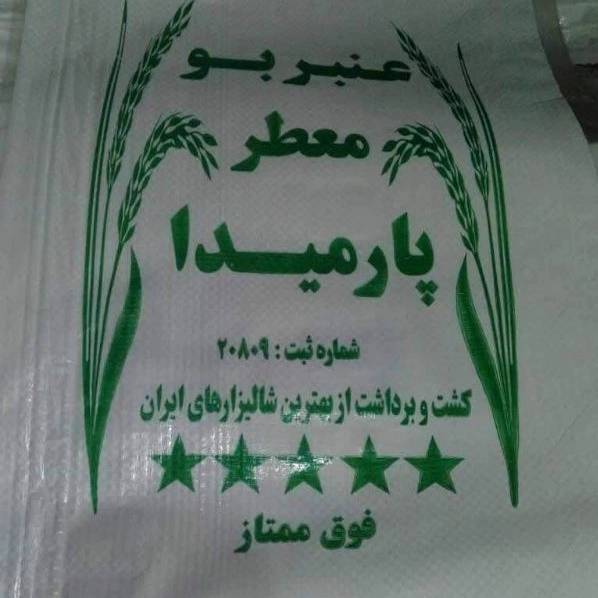 عنبر بو
معطر
پارمیدا
شماره ثبت : ۲۰۸۰۹
کشت و برداشت از بهترین شالیزارهای ایران
فوق ممتاز